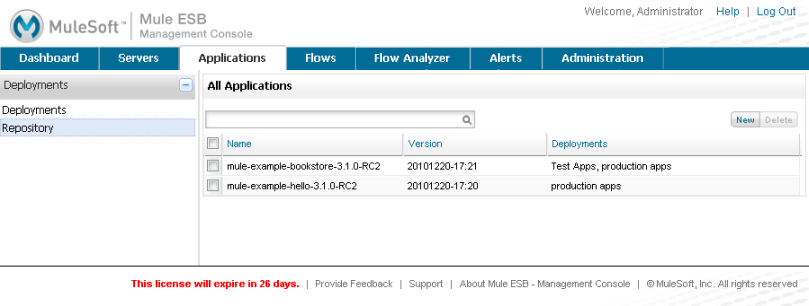 Welcome, Administrator Help | Log Out
MuleSoft™ Mule ESB
Management Console
Dashboard Servers Applications Flows Flow Analyzer Alerts Administration
Deployments
All Applications
Deployments
Repository
New Delete
Name Version Deployments
mule-example-bookstore-3.1.0-RC2 20101220-17:21 Test Apps, production apps
mule-example-hello-3.1.0-RC2 20101220-17:20 production apps
This license will expire in 26 days. | Provide Feedback | Support | About Mule ESB - Management Console | © MuleSoft, Inc. All rights reserved